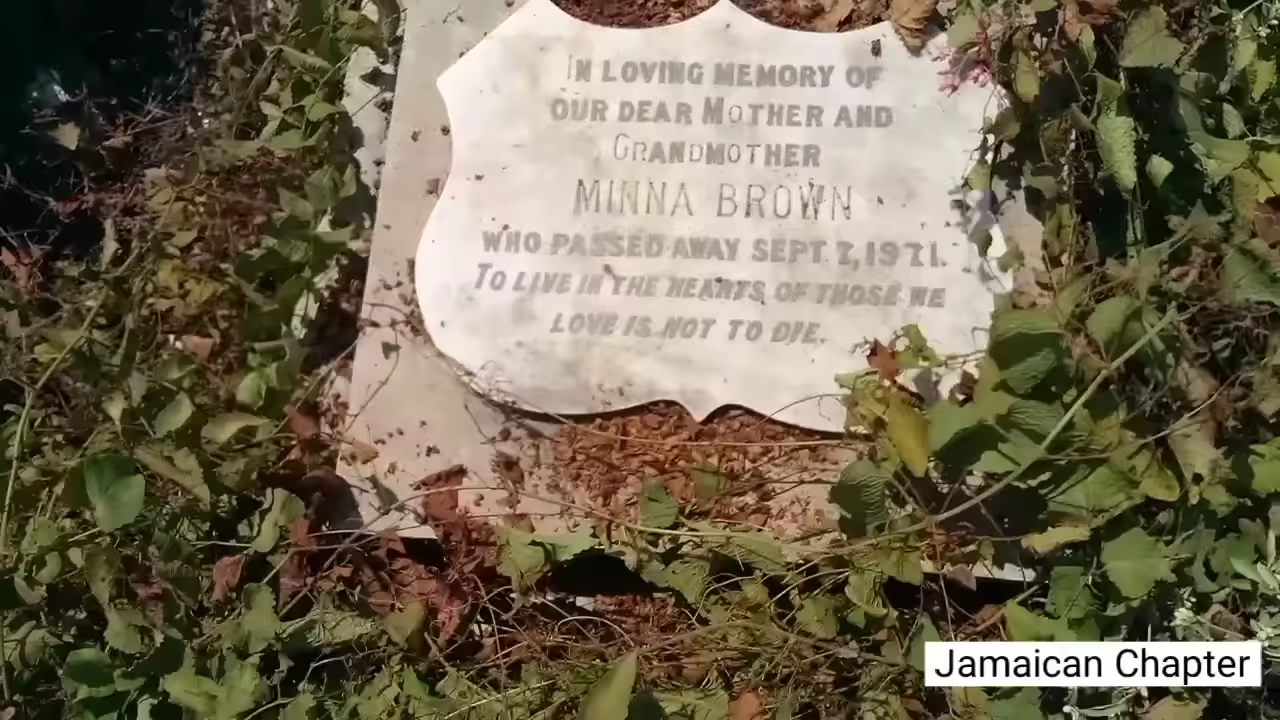 IN LOVING MEMORY OF
OUR DEAR MOTHER AND
GRANDMOTHER
MINNA BROWN
WHO PASSED AWAY SEPT. 7, 1971.
TO LIVE IN THE HEARTS OF THOSE WE
LOVE IS NOT TO DIE.
Jamaican Chapter